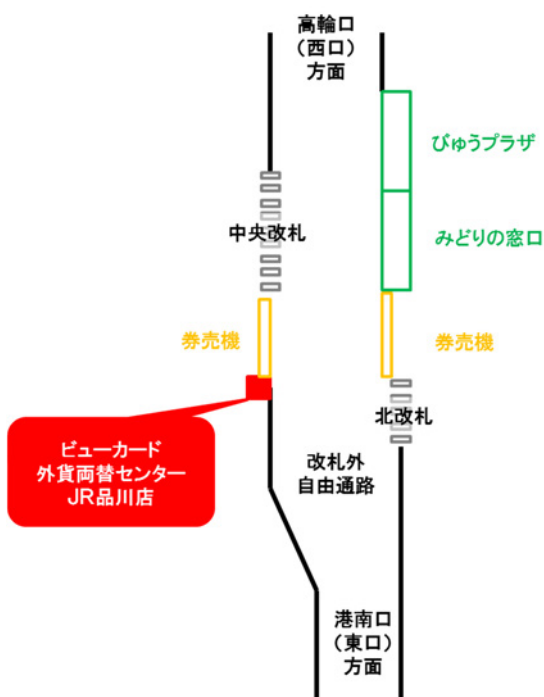 高輪口
（西口）
方面
びゅうプラザ
中央改札
みどりの窓口
券売機
券売機
北改札
ビューカード
外貨両替センター
JR品川店
改札外
自由通路
港南口
（東口）
方面